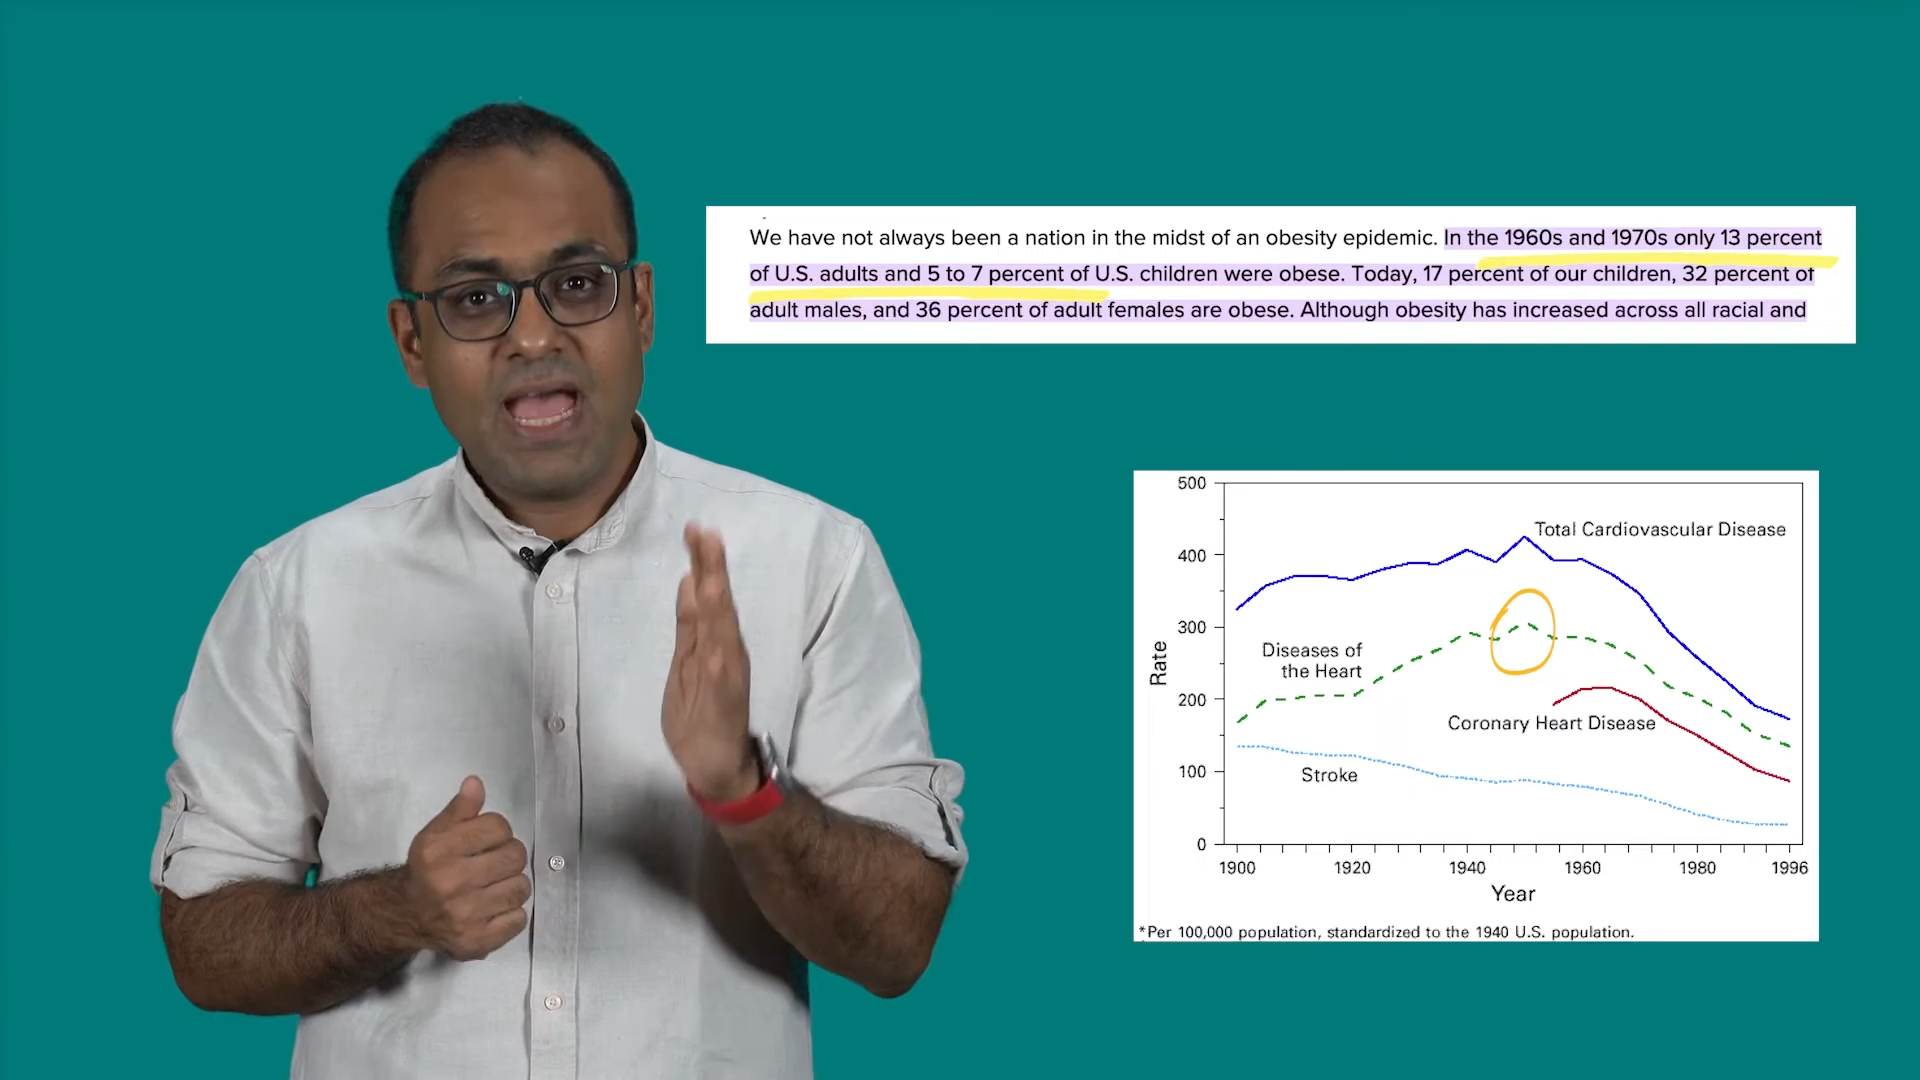 We have not always been a nation in the midst of an obesity epidemic. In the 1960s and 1970s only 13 percent
of U.S. adults and 5 to 7 percent of U.S. children were obese. Today, 17 percent of our children, 32 percent of
adult males, and 36 percent of adult females are obese. Although obesity has increased across all racial and
500
400
300
200
100
0
Rate
Total Cardiovascular Disease
Diseases of
the Heart
Coronary Heart Disease
Stroke
1900 1920 1940 1960 1980 1996
Year
*Per 100,000 population, standardized to the 1940 U.S. population.